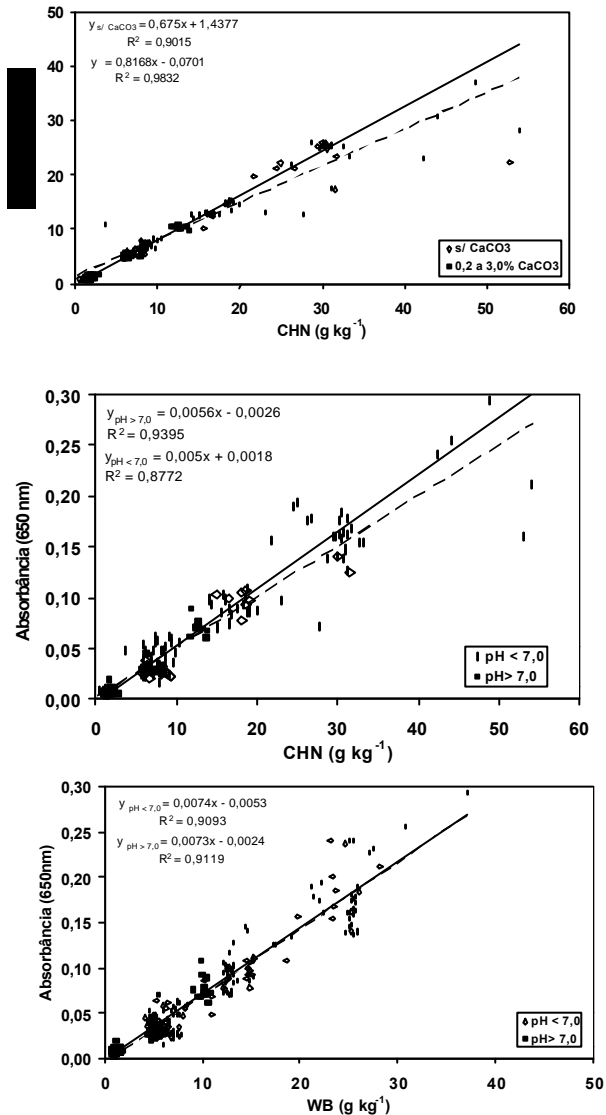 y s/ CaCO3 = 0,675x + 1,4377
R² = 0,9015
y = 0,8168x - 0,0701
R² = 0,9832
50
40
30
20
10
0
0 10 20 30 40 50 60
CHN (g kg⁻¹)
s/ CaCO3
0,2 a 3,0% CaCO3
0,30
0,25
0,20
0,15
0,10
0,05
0,00
Absorbância (650 nm)
y pH > 7,0 = 0,0056x - 0,0026
R² = 0,9395
y pH < 7,0 = 0,005x + 0,0018
R² = 0,8772
pH < 7,0
pH> 7,0
0 10 20 30 40 50 60
CHN (g kg⁻¹)
0,30
0,25
0,20
0,15
0,10
0,05
0,00
Absorbância (650nm)
y pH < 7,0 = 0,0074x - 0,0053
R² = 0,9093
y pH > 7,0 = 0,0073x - 0,0024
R² = 0,9119
pH < 7,0
pH> 7,0
0 10 20 30 40 50
WB (g kg⁻¹)